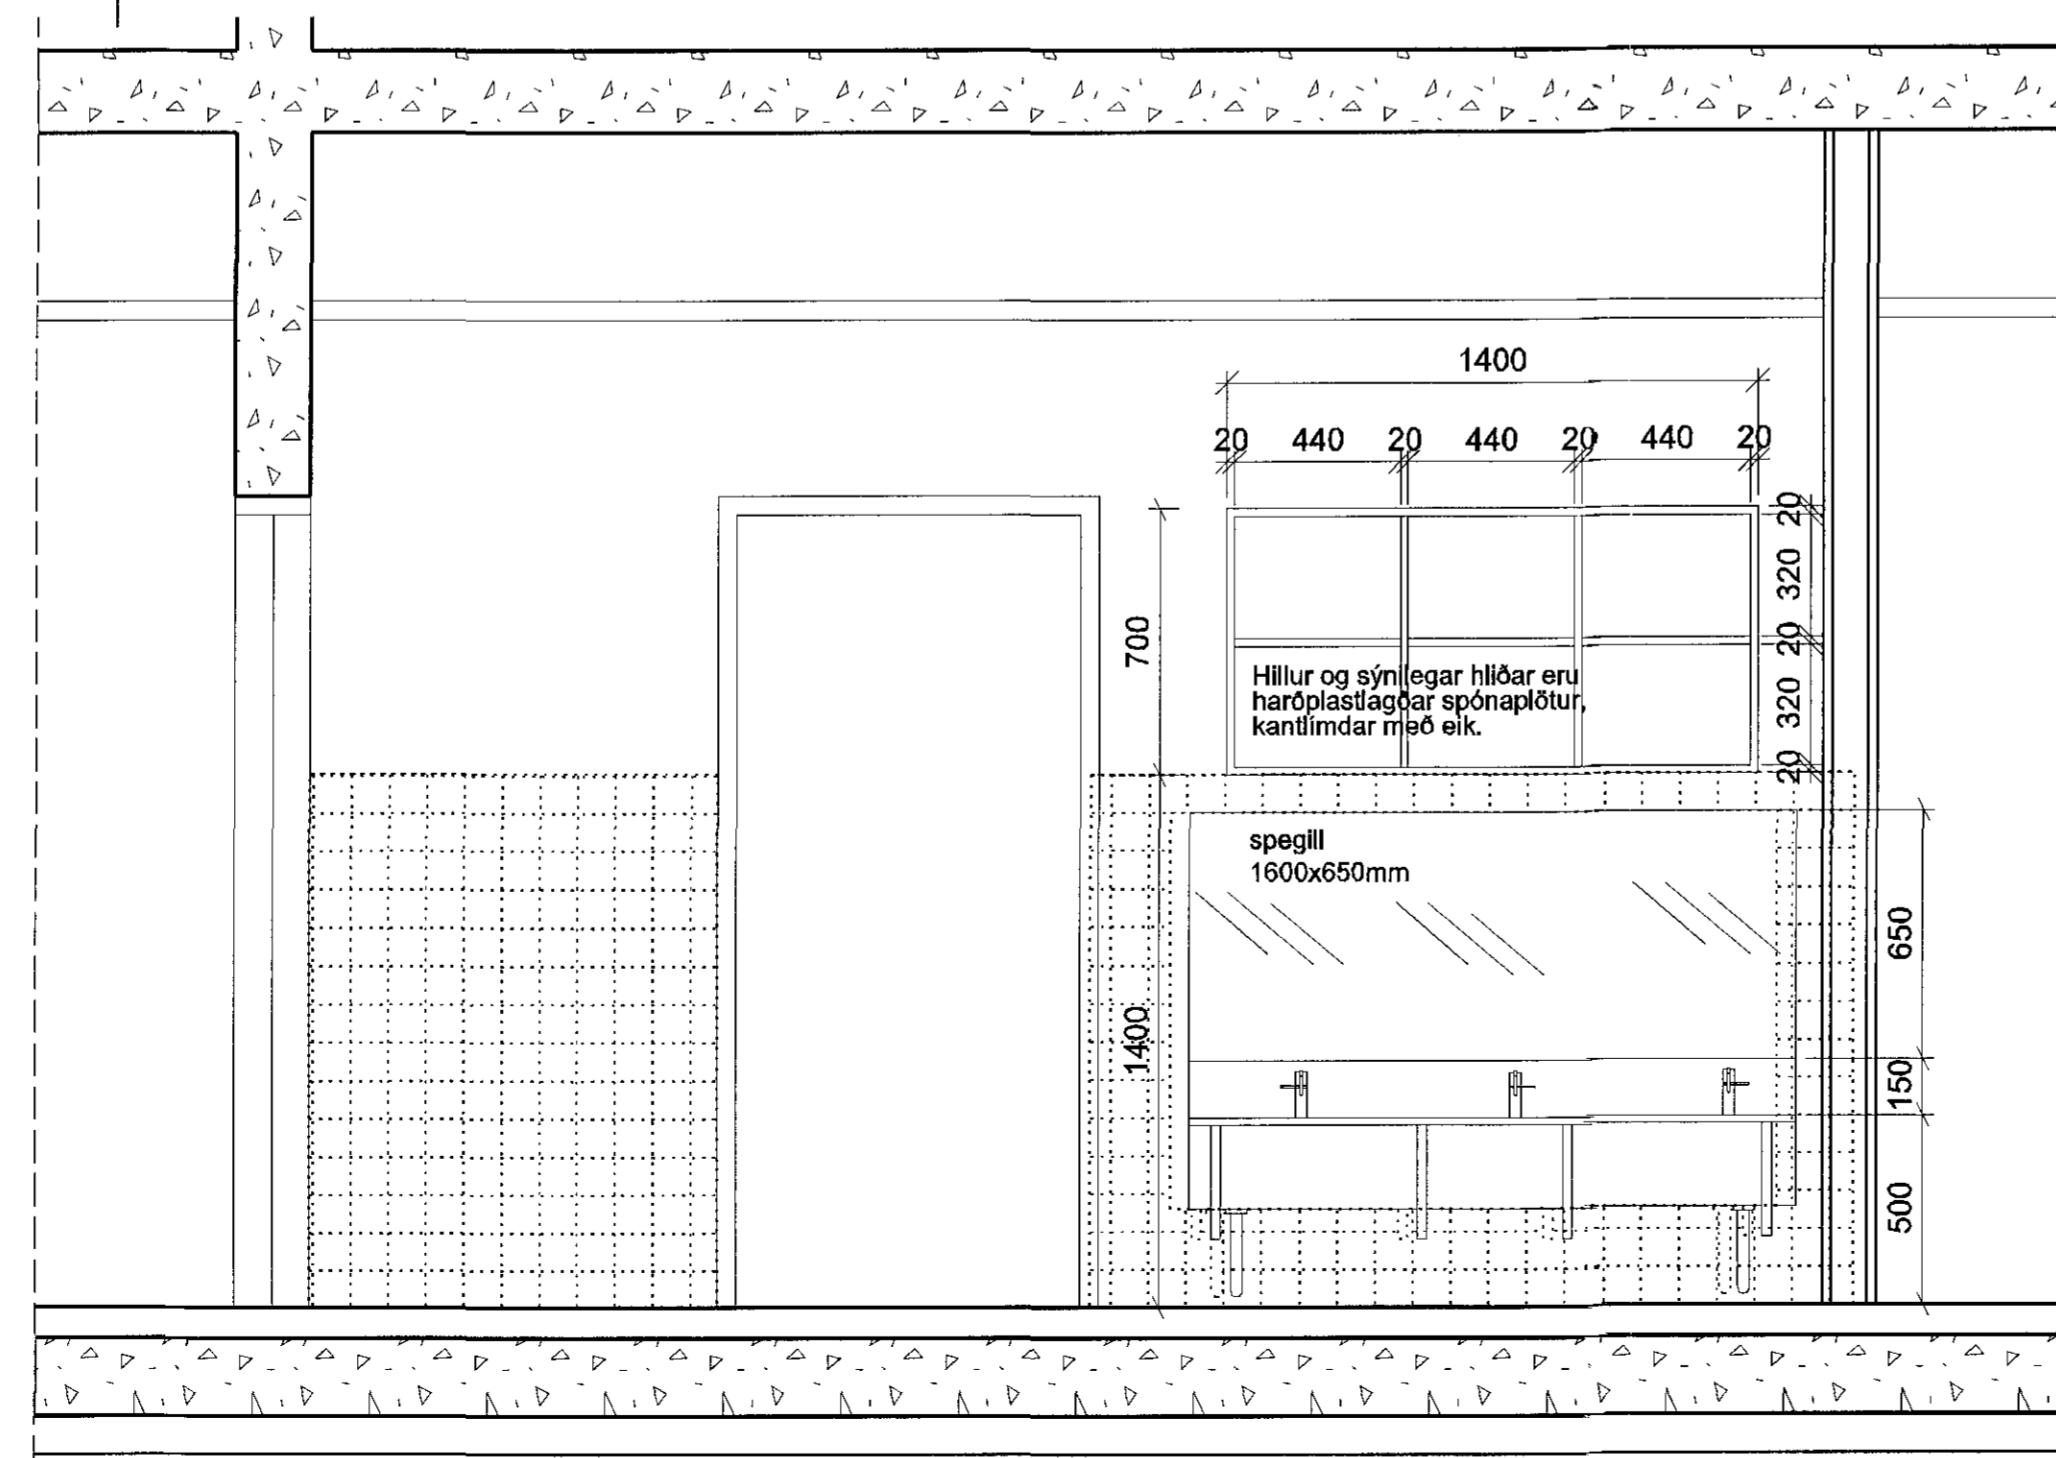 1400
20 440 20 440 20 440 20
20
320
20
320
20
700
Hillur og sýnilegar hliðar eru
harðplastlagðar spónaplötur,
kantlímdar með eik.
spegill
1600x650mm
650
1400
150
500